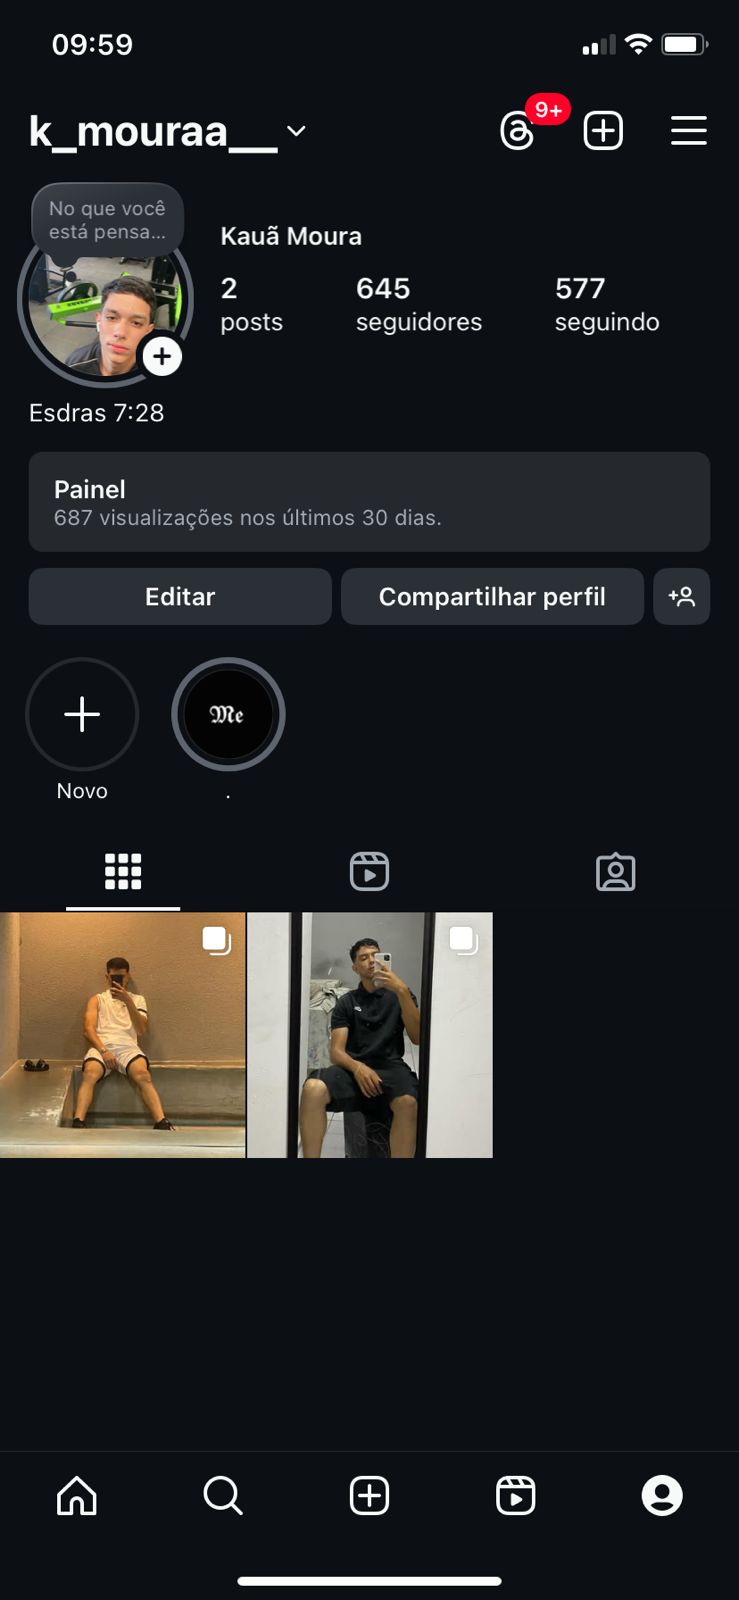 09:59
k_mouraa__
9+
No que você
está pensa...
Kauã Moura
2
645
577
posts
seguidores
seguindo
Esdras 7:28
Painel
687 visualizações nos últimos 30 dias.
Editar
Compartilhar perfil
Me
Novo
.